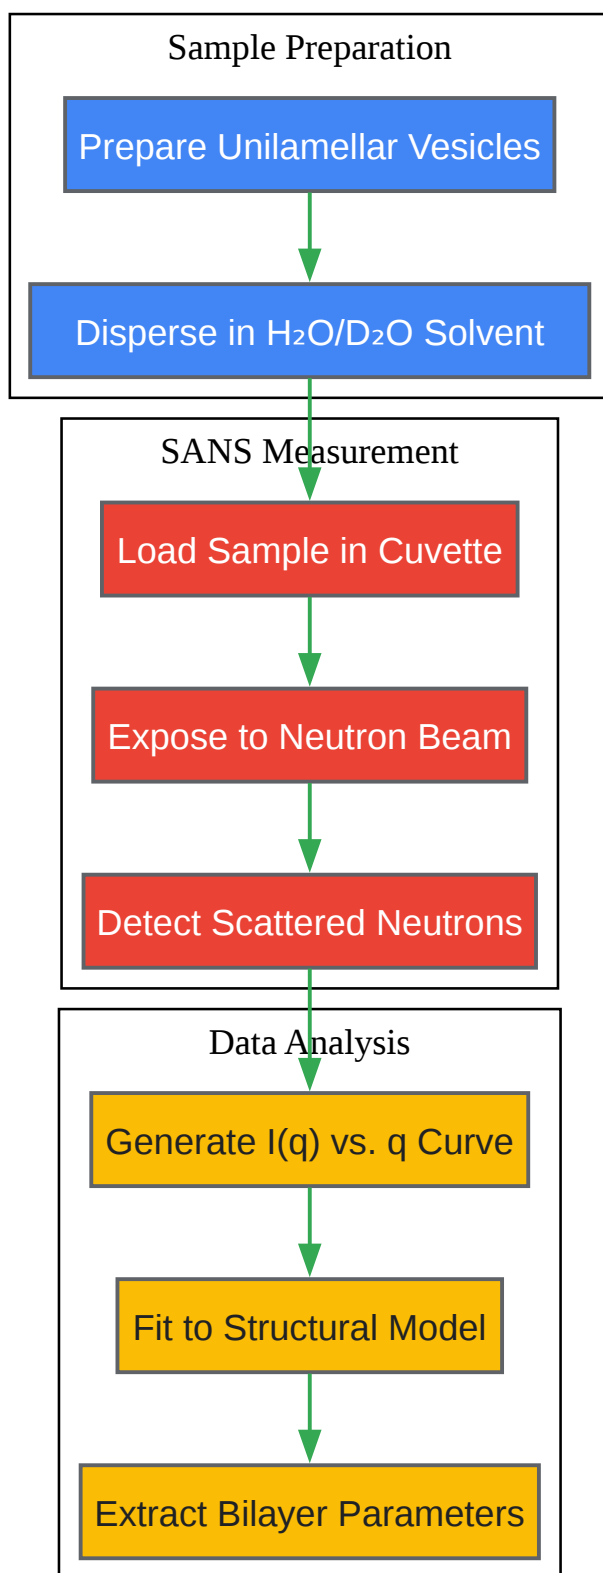 Sample Preparation
Prepare Unilamellar Vesicles
Disperse in H₂O/D₂O Solvent
SANS Measurement
Load Sample in Cuvette
Expose to Neutron Beam
Detect Scattered Neutrons
Data Analysis
Generate I(q) vs. q Curve
Fit to Structural Model
Extract Bilayer Parameters